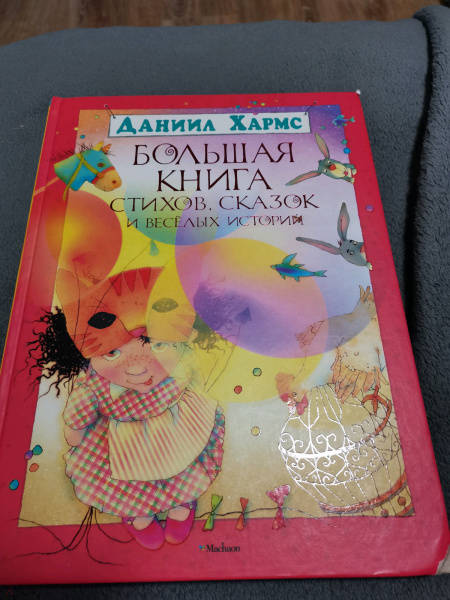 ДАНИИЛ ХАРМС
БОЛЬШАЯ
КНИГА
СТИХОВ, СКАЗОК
И ВЕСЁЛЫХ ИСТОРИЙ
Machaon